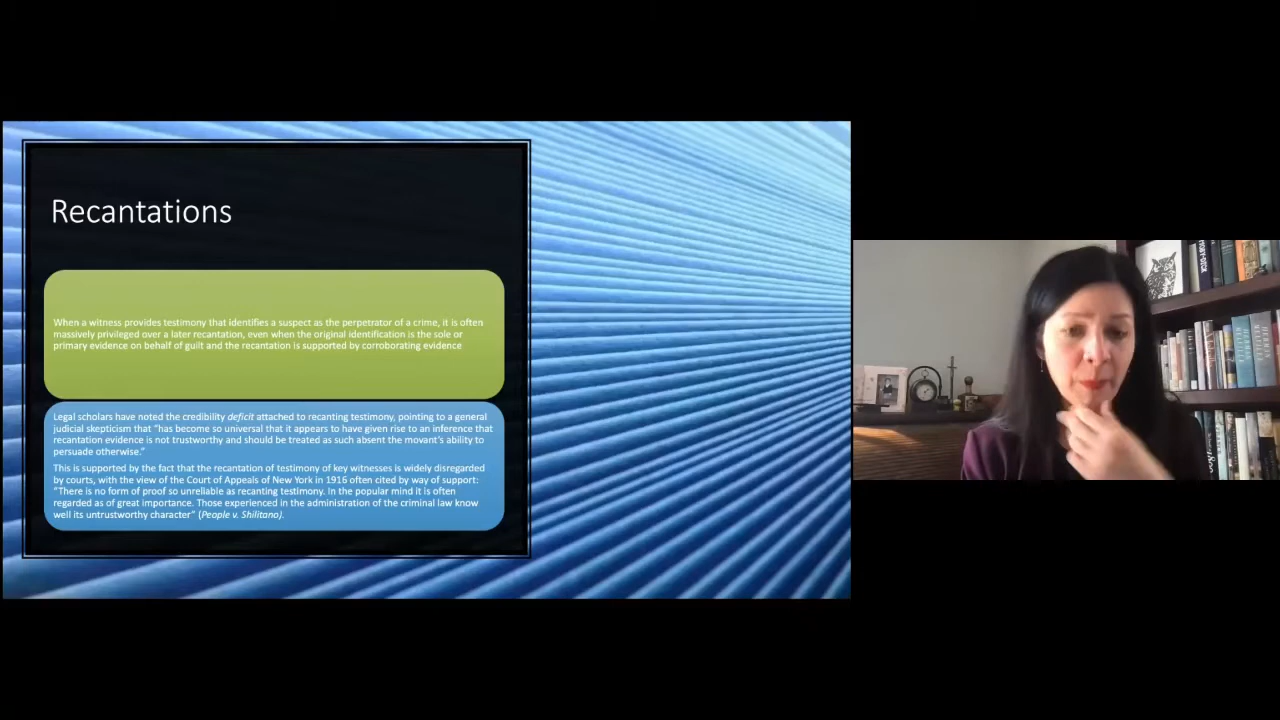 Recantations
When a witness provides testimony that identifies a suspect as the perpetrator of a crime, it is often
massively privileged over a later recantation, even when the original identification is the sole or
primary evidence on behalf of guilt and the recantation is supported by corroborating evidence
Legal scholars have noted the credibility deficit attached to recanting testimony, pointing to a general
judicial skepticism that “has become so universal that it appears to have given rise to an inference that
recantation evidence is not trustworthy and should be treated as such absent the movant’s ability to
persuade otherwise.”
This is supported by the fact that the recantation of testimony of key witnesses is widely disregarded
by courts, with the view of the Court of Appeals of New York in 1916 often cited by way of support:
“There is no form of proof so unreliable as recanting testimony. In the popular mind it is often
regarded as of great importance. Those experienced in the administration of the criminal law know
well its untrustworthy character” (People v. Shilitano).